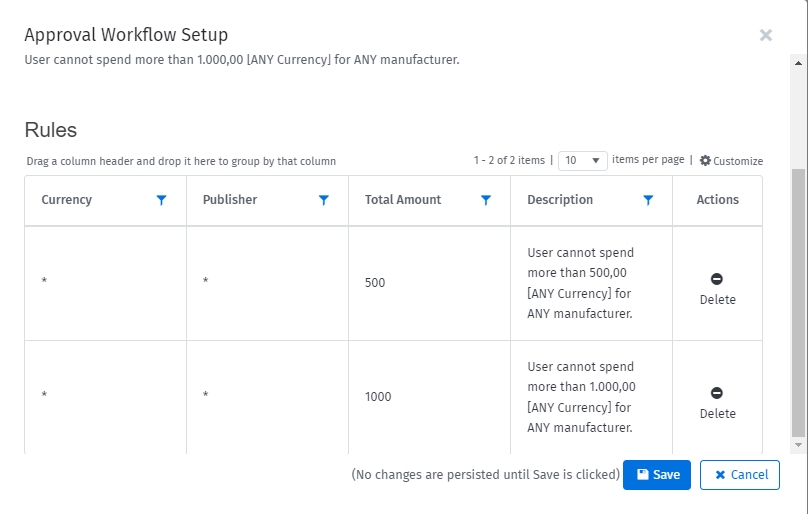 Approval Workflow Setup
User cannot spend more than 1.000,00 [ANY Currency] for ANY manufacturer.
Rules
Drag a column header and drop it here to group by that column
1 - 2 of 2 items | 10 items per page | Customize
Currency Publisher Total Amount Description Actions
* * 500
User cannot spend
more than 500,00
[ANY Currency] for
ANY manufacturer.
Delete
* * 1000
User cannot spend
more than 1.000,00
[ANY Currency] for
ANY manufacturer.
Delete
(No changes are persisted until Save is clicked) Save Cancel